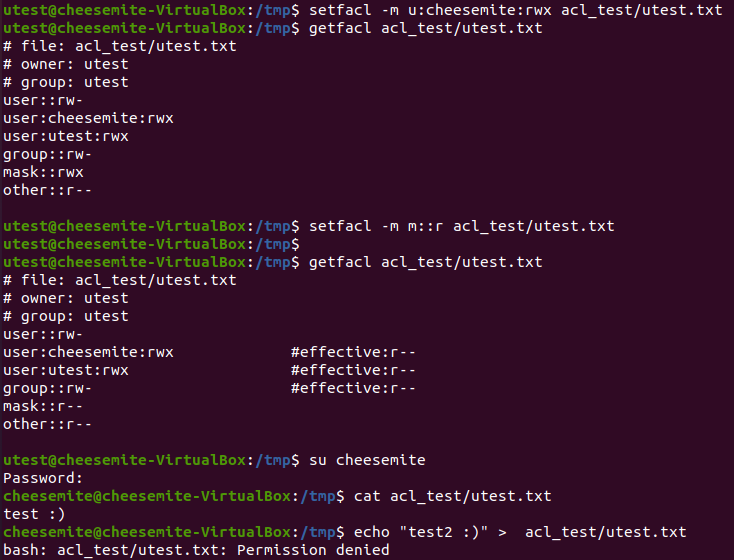 utest@cheesemite-VirtualBox:/tmp$ setfacl -m u:cheesemite:rwx acl_test/utest.txt
utest@cheesemite-VirtualBox:/tmp$ getfacl acl_test/utest.txt
# file: acl_test/utest.txt
# owner: utest
# group: utest
user::rw-
user:cheesemite:rwx
user:utest:rwx
group::rw-
mask::rwx
other::r--

utest@cheesemite-VirtualBox:/tmp$ setfacl -m m::r acl_test/utest.txt
utest@cheesemite-VirtualBox:/tmp$
utest@cheesemite-VirtualBox:/tmp$ getfacl acl_test/utest.txt
# file: acl_test/utest.txt
# owner: utest
# group: utest
user::rw-
user:cheesemite:rwx             #effective:r--
user:utest:rwx                  #effective:r--
group::rw-                      #effective:r--
mask::r--
other::r--

utest@cheesemite-VirtualBox:/tmp$ su cheesemite
Password:
cheesemite@cheesemite-VirtualBox:/tmp$ cat acl_test/utest.txt
test :)
cheesemite@cheesemite-VirtualBox:/tmp$ echo "test2 :)" >  acl_test/utest.txt
bash: acl_test/utest.txt: Permission denied